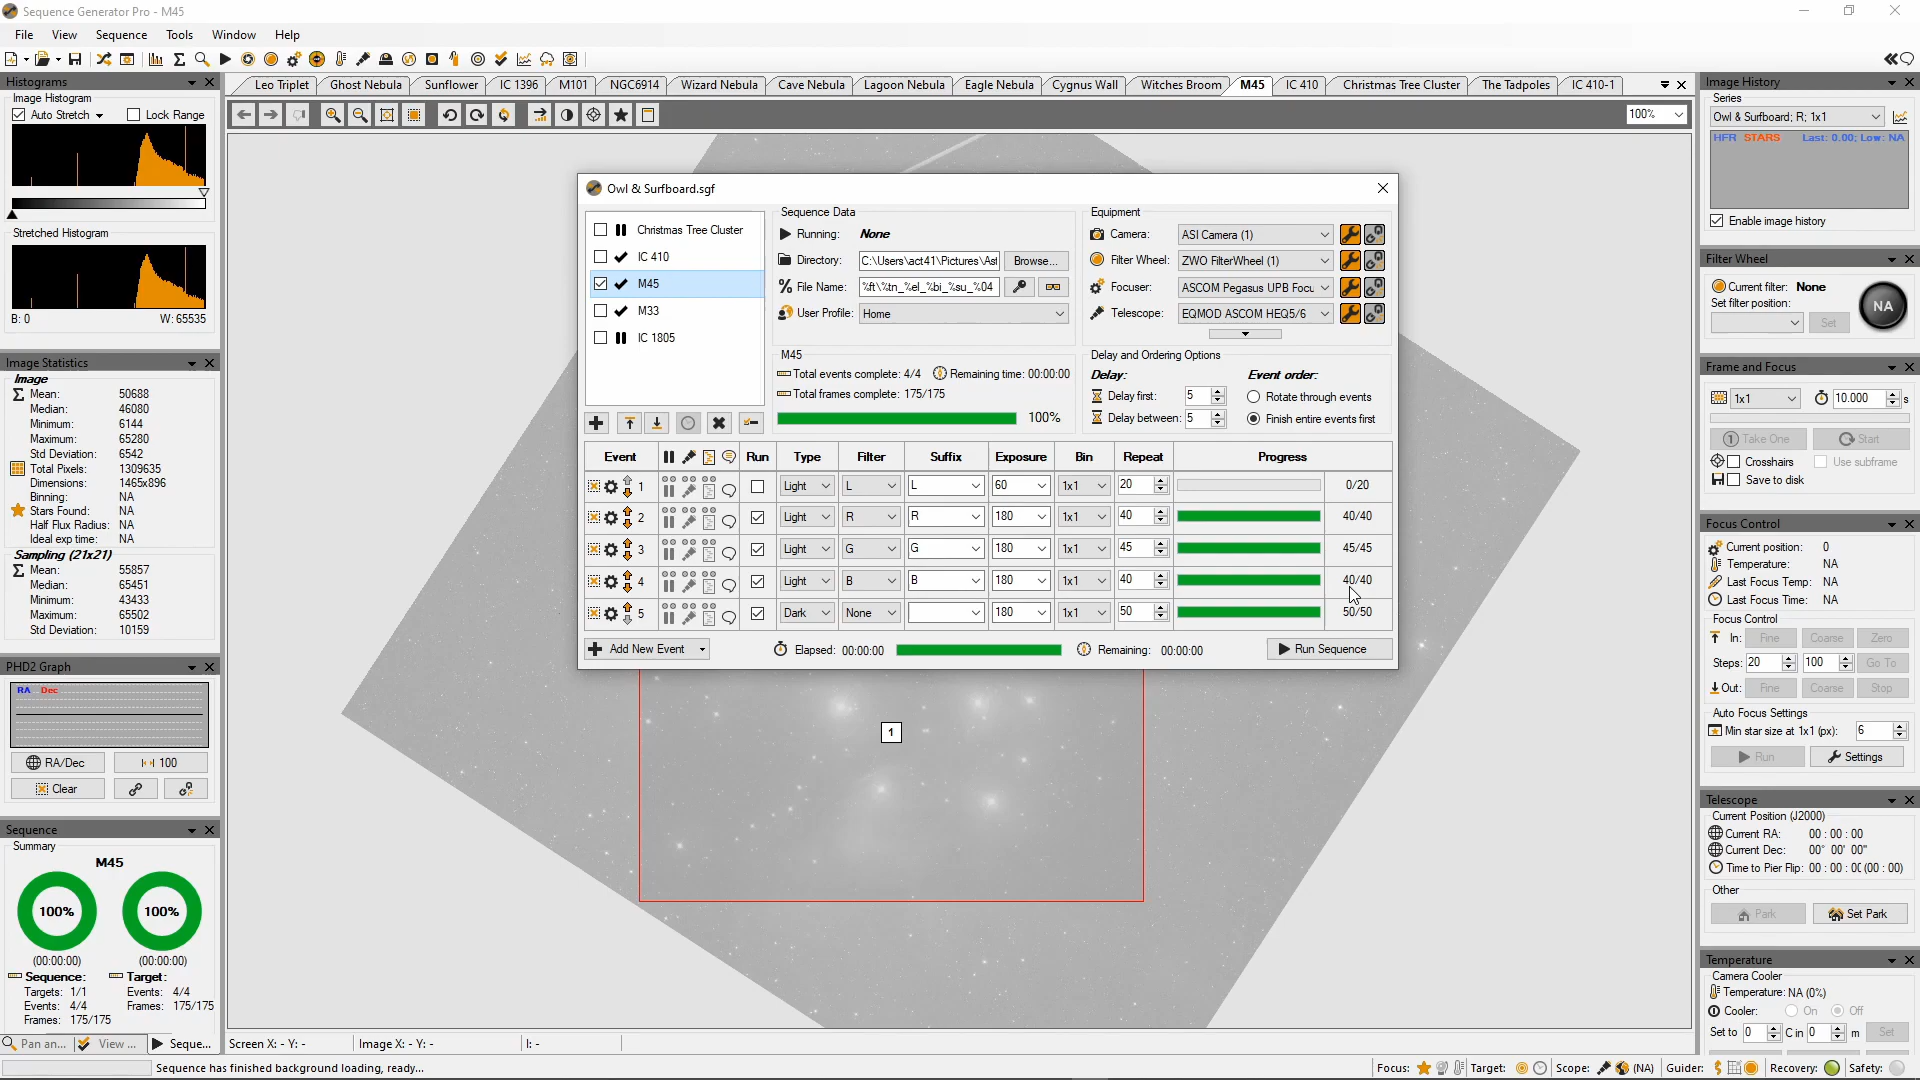 Sequence Generator Pro - M45
File View Sequence Tools Window Help
Histograms
Image Histogram
Auto Stretch Lock Range
Stretched Histogram
B: 0 W: 65535
Image Statistics
Image
Mean: 50688
Median: 46080
Minimum: 6144
Maximum: 65280
Std Deviation: 6542
Total Pixels: 1309635
Dimensions: 1465x896
Binning: NA
Stars Found: NA
Half Flux Radius: NA
Ideal exp time: NA
Sampling (21x21)
Mean: 55857
Median: 65451
Minimum: 43433
Maximum: 65502
Std Deviation: 10159
PHD2 Graph
RA Dec
RA/Dec 100
Clear
Sequence
Summary
M45
100% 100%
(00:00:00) (00:00:00)
Sequence: Target:
Targets: 1/1 Events: 4/4
Events: 4/4 Frames: 175/175
Frames: 175/175
Pan an... View ... Seque...
Leo Triplet Ghost Nebula Sunflower IC 1396 M101 NGC6914 Wizard Nebula Cave Nebula Lagoon Nebula Eagle Nebula Cygnus Wall Witches Broom M45 IC 410 Christmas Tree Cluster The Tadpoles IC 410-1
100%
Owl & Surfboard.sgf
Christmas Tree Cluster
IC 410
M45
M33
IC 1805
Sequence Data
Running: None
Directory: C:\Users\act41\Pictures\Ast Browse...
File Name: %ft\%tn_%el_%bi_%su_%04
User Profile: Home
Equipment
Camera: ASI Camera (1)
Filter Wheel: ZWO FilterWheel (1)
Focuser: ASCOM Pegasus UPB Focu
Telescope: EQMOD ASCOM HEQ5/6
M45
Total events complete: 4/4 Remaining time: 00:00:00
Total frames complete: 175/175
100%
Delay and Ordering Options
Delay: Event order:
Delay first: 5 Rotate through events
Delay between: 5 Finish entire events first
Event Run Type Filter Suffix Exposure Bin Repeat Progress
1 Light L L 60 1x1 20 0/20
2 Light R R 180 1x1 40 40/40
3 Light G G 180 1x1 45 45/45
4 Light B B 180 1x1 40 40/40
5 Dark None 180 1x1 50 50/50
Add New Event Elapsed: 00:00:00 Remaining: 00:00:00 Run Sequence
1
Screen X: - Y: - Image X: - Y: - I: -
Image History
Series
Owl & Surfboard; R; 1x1
HFR STARS Last: 0.00; Low: NA
Enable image history
Filter Wheel
Current filter: None
Set filter position:
Set
NA
Frame and Focus
1x1 10.000 s
Take One Start
Crosshairs Use subframe
Save to disk
Focus Control
Current position: 0
Temperature: NA
Last Focus Temp: NA
Last Focus Time: NA
Focus Control
In: Fine Coarse Zero
Steps: 20 100 Go To
Out: Fine Coarse Stop
Auto Focus Settings
Min star size at 1x1 (px): 6
Run Settings
Telescope
Current Position (J2000)
Current RA: 00 : 00 : 00
Current Dec: 00° 00' 00"
Time to Pier Flip: 00 : 00 : 0( (00 : 00)
Other
Park Set Park
Temperature
Camera Cooler
Temperature: NA (0%)
Cooler: On Off
Set to 0 C in 0 m Set
Sequence has finished background loading, ready... Focus: Target: Scope: (NA) Guider: Recovery: Safety: